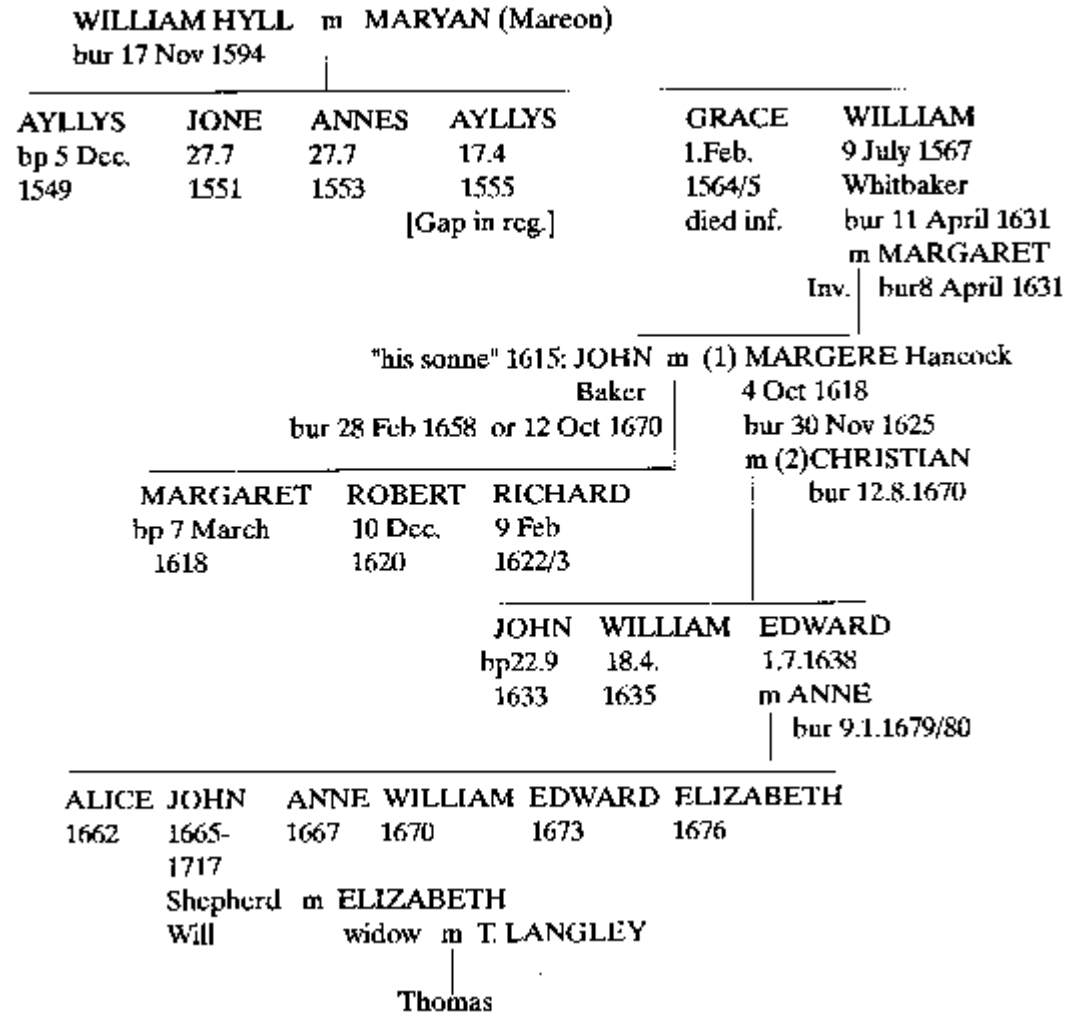 WILLIAM HYLL m MARYAN (Mareon)
bur 17 Nov 1594
AYLLYS JONE ANNES AYLLYS GRACE WILLIAM
bp 5 Dec. 27.7 27.7 17.4 1.Feb. 9 July 1567
1549 1551 1553 1555 1564/5 Whitbaker
[Gap in reg.] died inf. bur 11 April 1631
m MARGARET
Inv. bur8 April 1631
"his sonne" 1615: JOHN m (1) MARGERE Hancock
Baker 4 Oct 1618
bur 28 Feb 1658 or 12 Oct 1670 bur 30 Nov 1625
m (2)CHRISTIAN
MARGARET ROBERT RICHARD bur 12.8.1670
bp 7 March 10 Dec. 9 Feb
1618 1620 1622/3
JOHN WILLIAM EDWARD
bp22.9 18.4. 1.7.1638
1633 1635 m ANNE
bur 9.1.1679/80
ALICE JOHN ANNE WILLIAM EDWARD ELIZABETH
1662 1665- 1667 1670 1673 1676
1717
Shepherd m ELIZABETH
Will widow m T. LANGLEY
Thomas